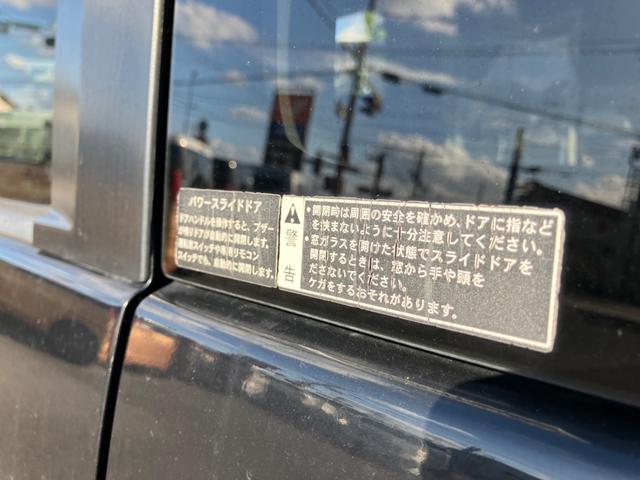 パワースライドドア
ドアハンドルを操作すると、ブザー
が鳴りドアが自動的に開閉します。
運転席スイッチや電動リモコン
スイッチでも、自動的に開閉します。
警告
•開閉時は周囲の安全を確かめ、ドアに指など
を挟まないように十分注意してください。
•窓ガラスを開けた状態でスライドドアを
開閉するときは、窓から手や頭を
ださないでください。
ケガをするおそれがあります。